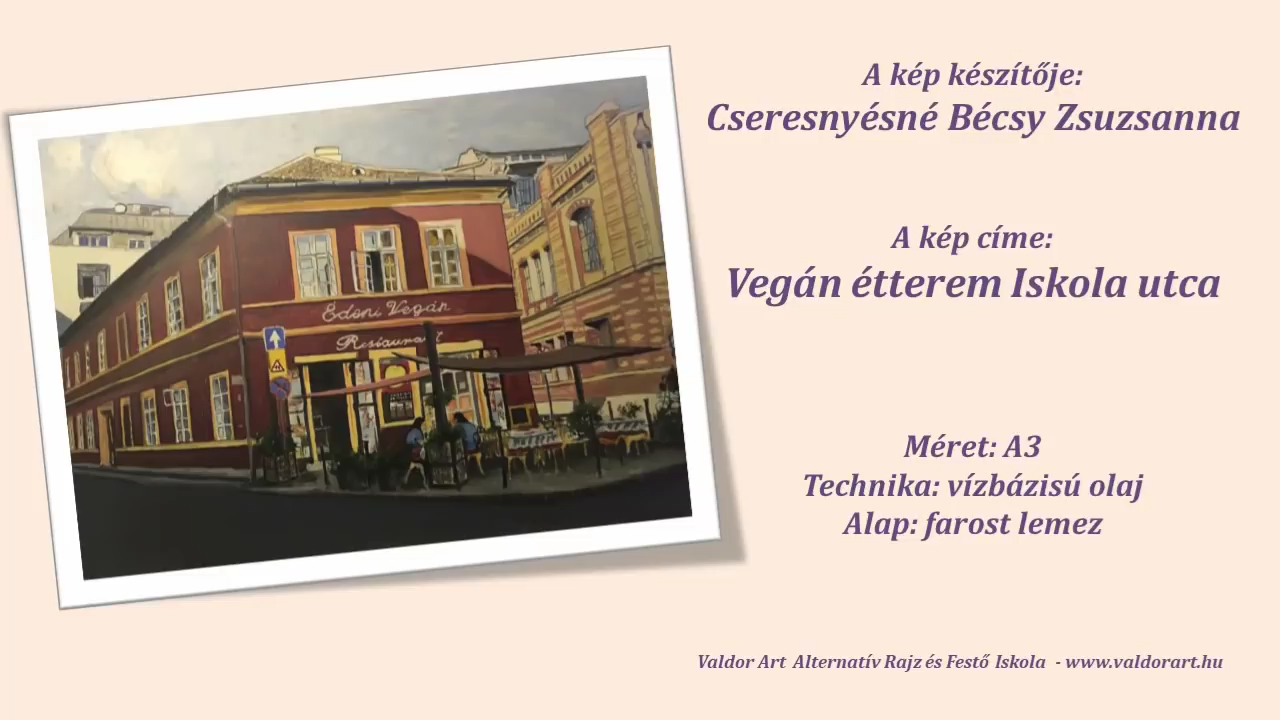 A kép készítője:
Cseresnyésné Bécsy Zsuzsanna
A kép címe:
Vegán étterem Iskola utca
Édeni Vegán
Restaurant
Méret: A3
Technika: vízbázisú olaj
Alap: farost lemez
Valdor Art Alternatív Rajz és Festő Iskola - www.valdorart.hu